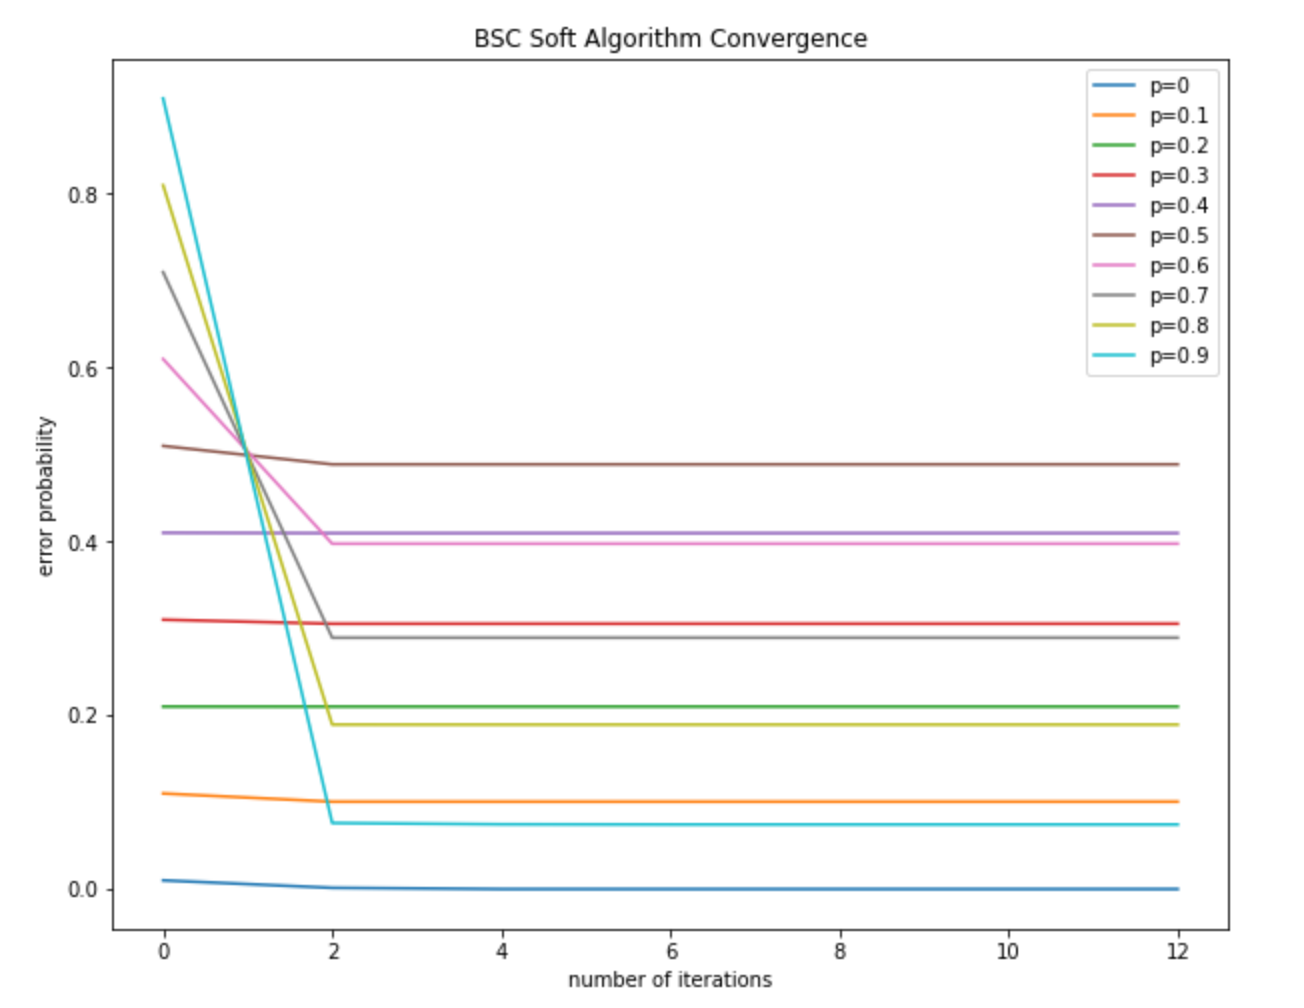 BSC Soft Algorithm Convergence
p=0
p=0.1
p=0.2
p=0.3
p=0.4
p=0.5
p=0.6
p=0.7
p=0.8
p=0.9
error probability
0.8
0.6
0.4
0.2
0.0
0 2 4 6 8 10 12
number of iterations